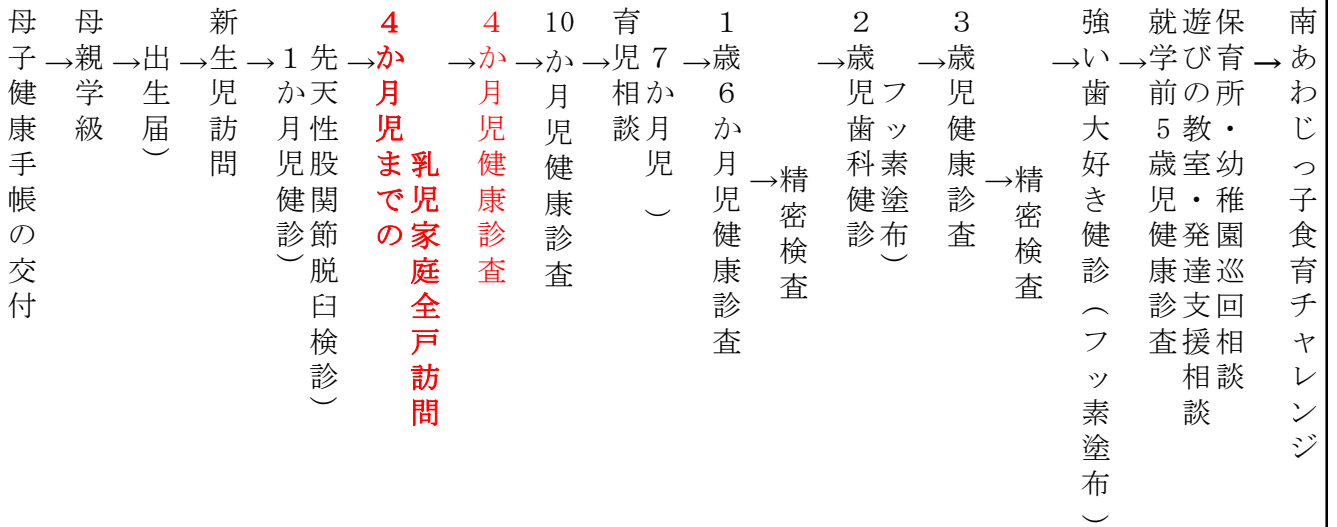 母子健康手帳の交付
→
母親学級
→
出生届）
→
新生児訪問
→
１か月児健診）
先天性股関節脱臼検診）
→
４か月児までの
乳児家庭全戸訪問
→
４か月児健康診査
→
10か月児健康診査
→
育児相談
７か月児）
→
１歳６か月児健康診査
→
精密検査
→
２歳児歯科健診
フッ素塗布）
→
３歳児健康診査
→
精密検査
→
強い歯大好き健診（フッ素塗布）
→
就学前５歳児健康診査
遊びの教室・発達支援相談
保育所・幼稚園巡回相談
→
南あわじっ子食育チャレンジ